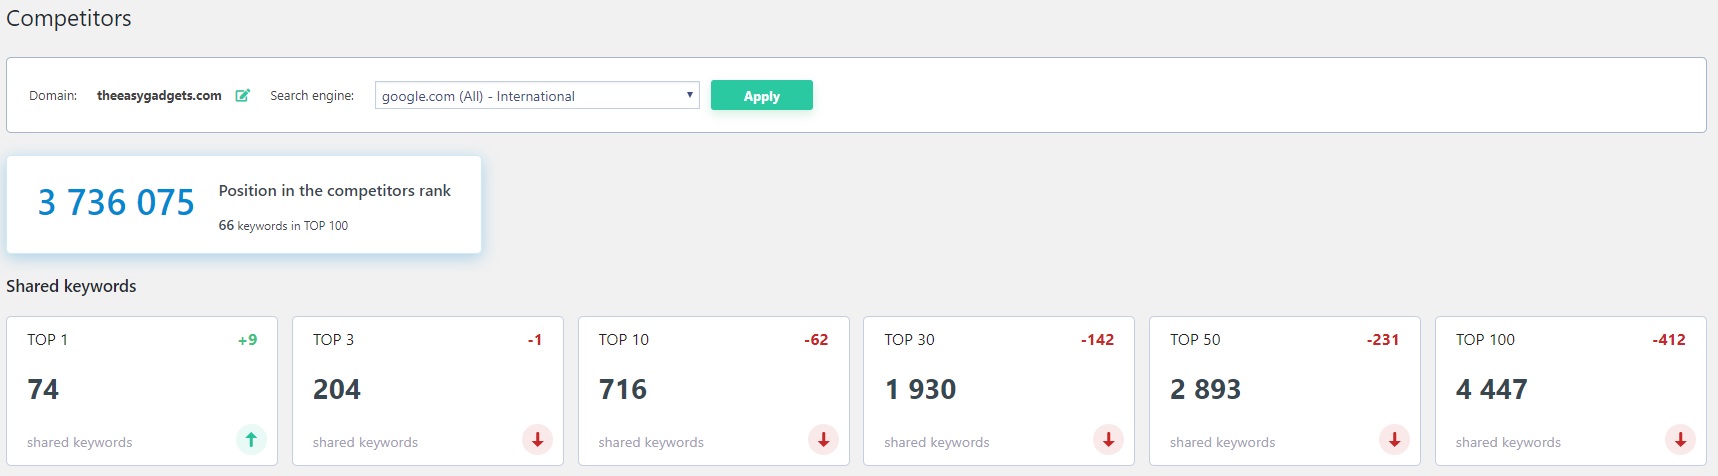 Competitors
Domain: theeasygadgets.com Search engine: google.com (All) - International Apply
3 736 075
Position in the competitors rank
66 keywords in TOP 100
Shared keywords
TOP 1 +9
74
shared keywords
TOP 3 -1
204
shared keywords
TOP 10 -62
716
shared keywords
TOP 30 -142
1 930
shared keywords
TOP 50 -231
2 893
shared keywords
TOP 100 -412
4 447
shared keywords